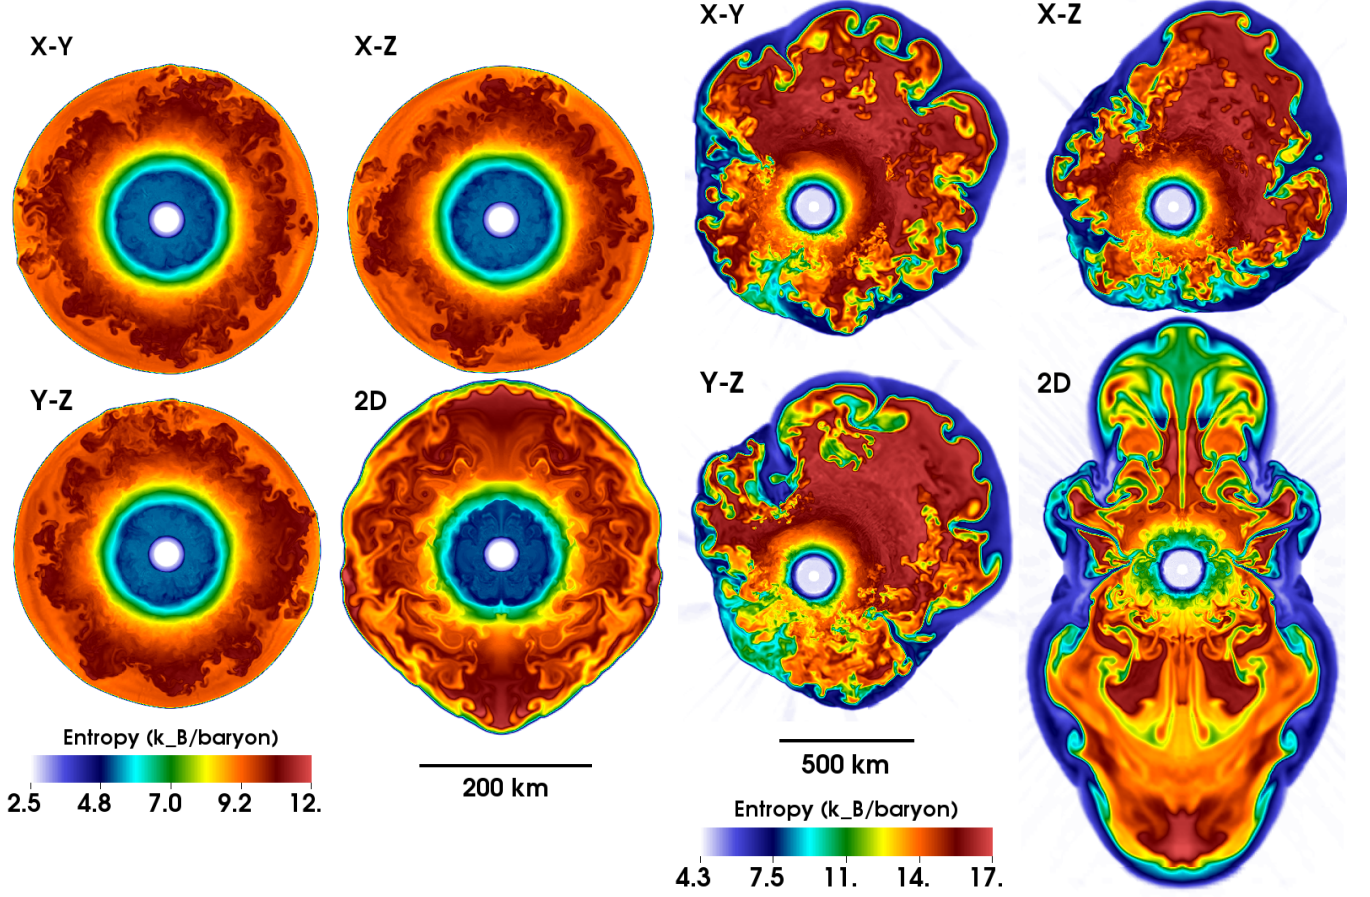 X-Y
X-Z
Y-Z
2D
Entropy (k_B/baryon)
2.5 4.8 7.0 9.2 12.
200 km
X-Y
X-Z
Y-Z
2D
500 km
Entropy (k_B/baryon)
4.3 7.5 11. 14. 17.